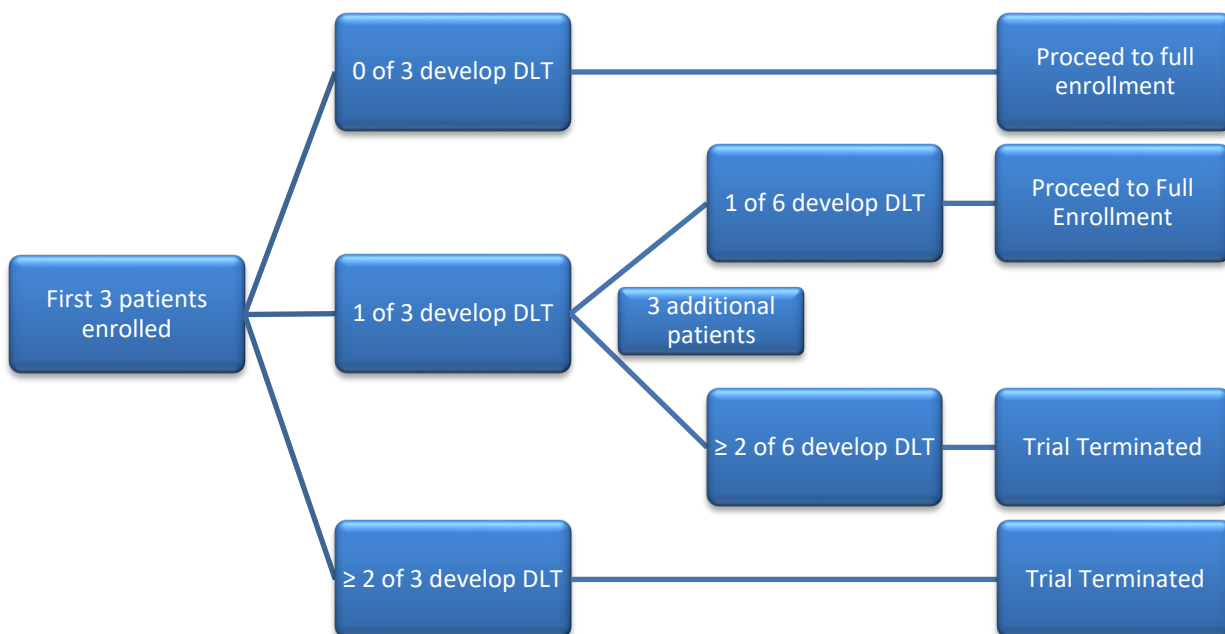 0 of 3 develop DLT
Proceed to full
enrollment
1 of 6 develop DLT
Proceed to Full
Enrollment
First 3 patients
enrolled
1 of 3 develop DLT
3 additional
patients
≥ 2 of 6 develop DLT
Trial Terminated
≥ 2 of 3 develop DLT
Trial Terminated